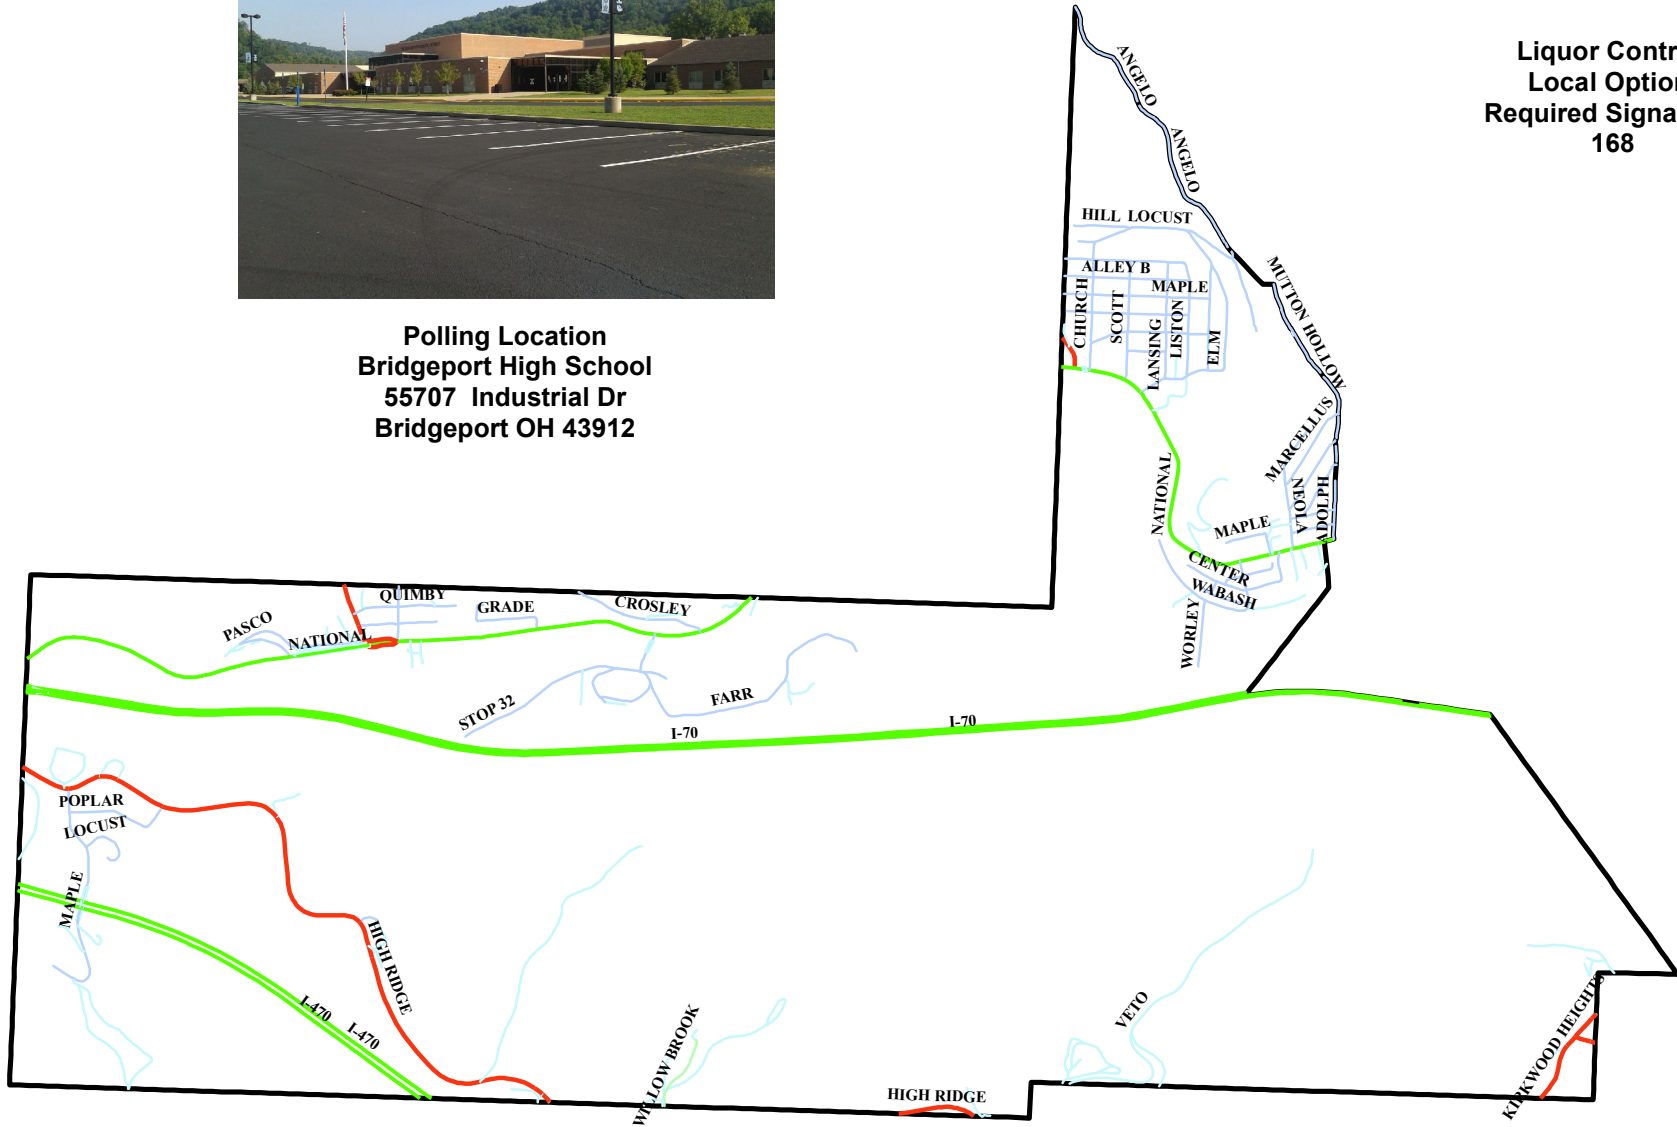 Liquor Contr
Local Option
Required Signa
168
Polling Location
Bridgeport High School
55707 Industrial Dr
Bridgeport OH 43912
ANGELO
ANGELO
HILL LOCUST
ALLEY B
MAPLE
CHURCH
SCOTT
LANSING
LISTON
ELM
MUTTON HOLLOW
MARCELLUS
NEOLA
ADOLPH
NATIONAL
MAPLE
CENTER
WABASH
WORLEY
QUIMBY
GRADE
CROSLEY
PASCO
NATIONAL
STOP 32
FARR
I-70
I-70
POPLAR
LOCUST
MAPLE
HIGH RIDGE
I-470
I-470
WILLOW BROOK
HIGH RIDGE
VETO
KIRKWOOD HEIGHTS